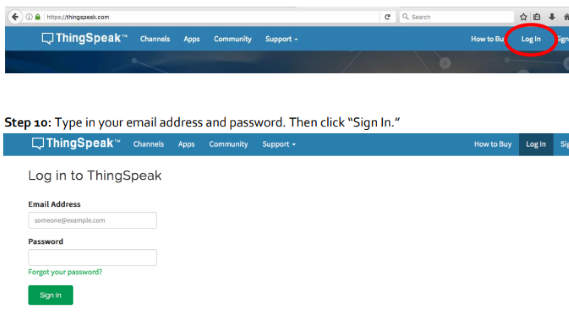 https://thingspeak.com
Search
ThingSpeak™ Channels Apps Community Support How to Bu Log In Sign
Step 10: Type in your email address and password. Then click “Sign In.”
ThingSpeak™ Channels Apps Community Support How to Buy Log In Sig
Log in to ThingSpeak
Email Address
someone@example.com
Password
Forgot your password?
Sign In